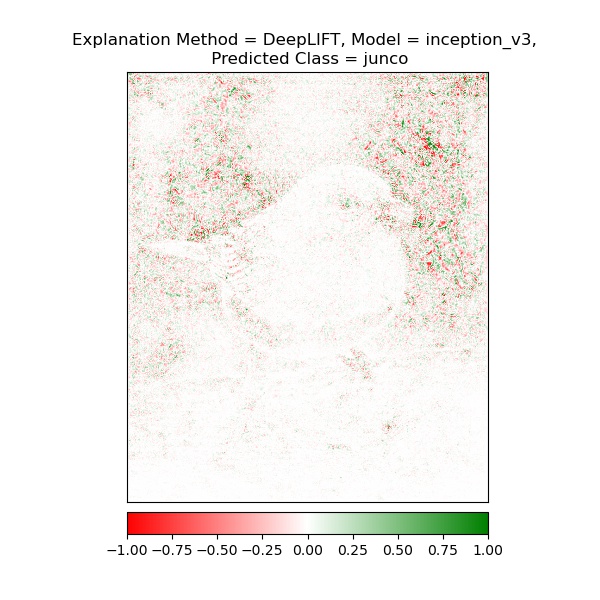 Explanation Method = DeepLIFT, Model = inception_v3,
Predicted Class = junco
−1.00 −0.75 −0.50 −0.25 0.00 0.25 0.50 0.75 1.00